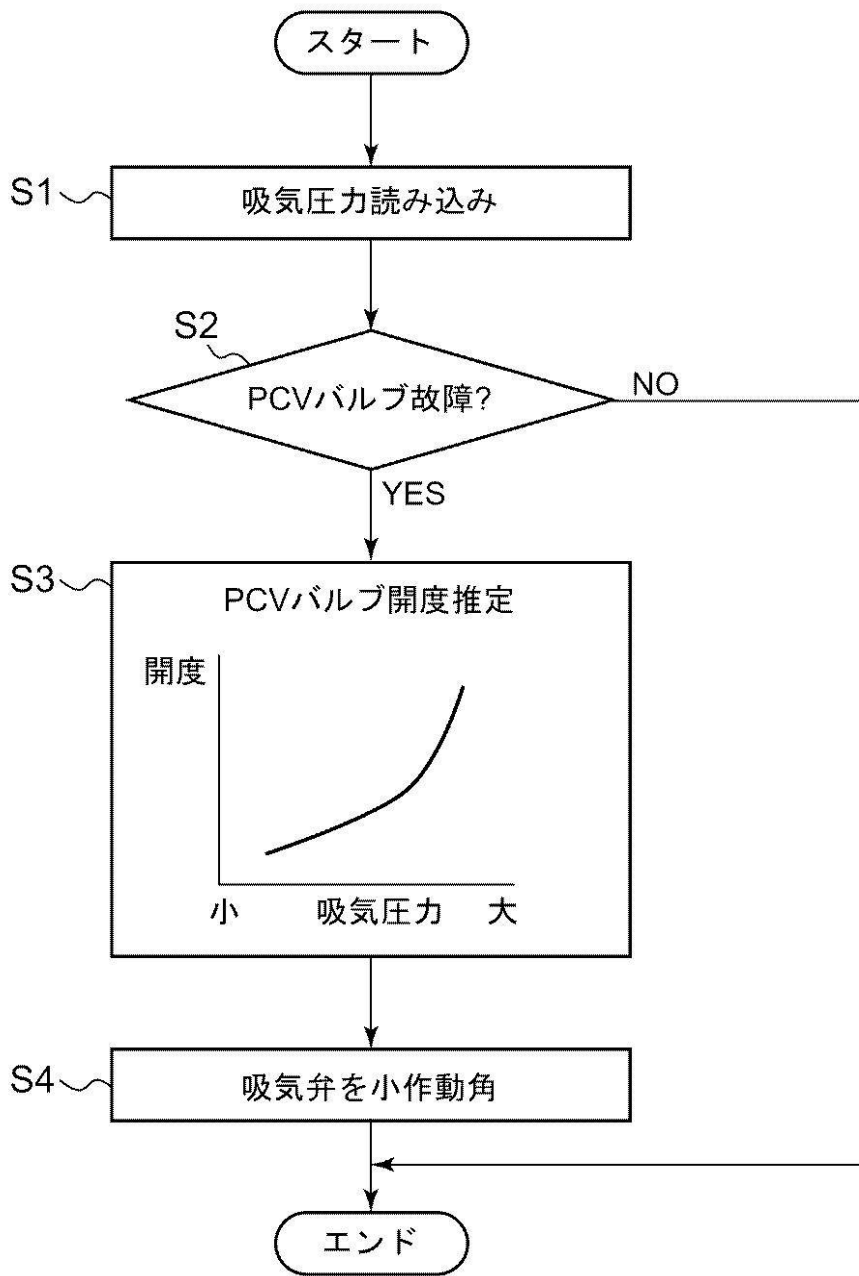 スタート
S1
吸気圧力読み込み
S2
PCVバルブ故障?
NO
YES
S3
PCVバルブ開度推定
開度
小 吸気圧力 大
S4
吸気弁を小作動角
エンド